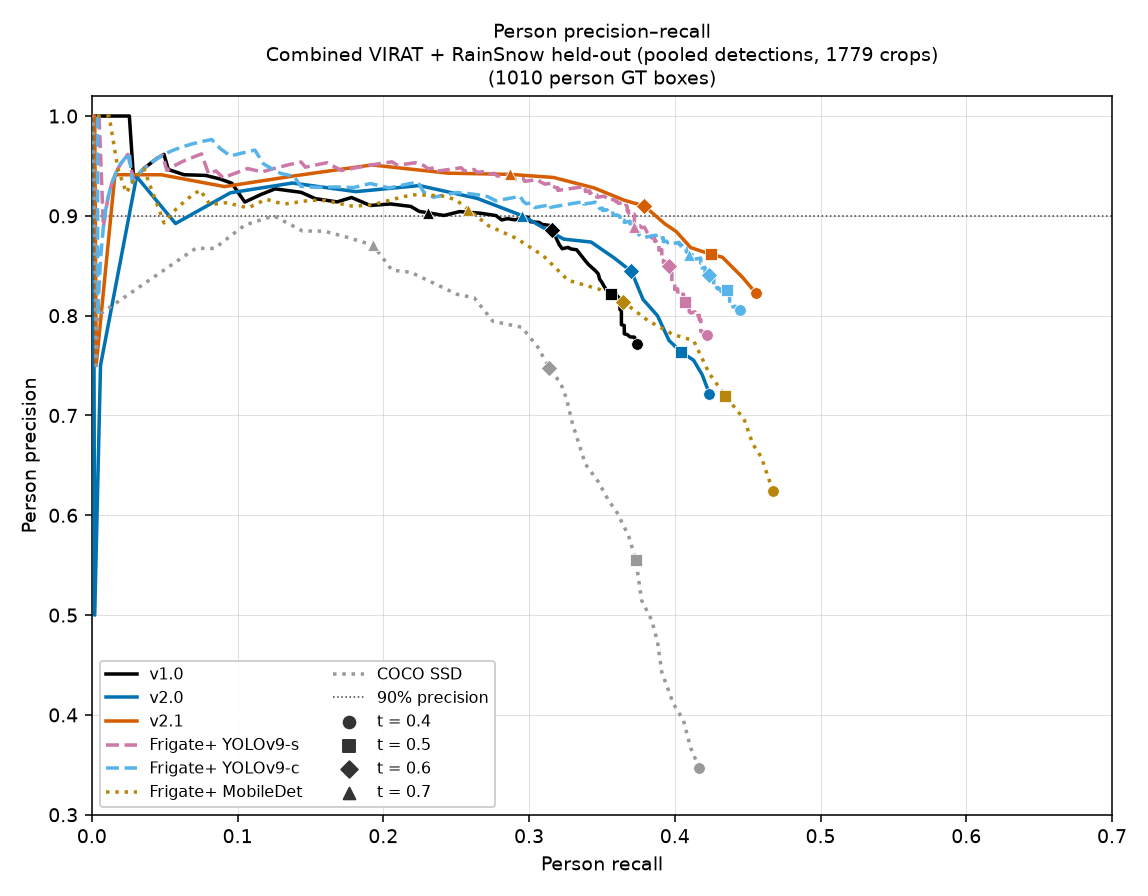 Person precision–recall
Combined VIRAT + RainSnow held-out (pooled detections, 1779 crops)
(1010 person GT boxes)
Person precision
1.0
0.9
0.8
0.7
0.6
0.5
0.4
0.3
v1.0
v2.0
v2.1
Frigate+ YOLOv9-s
Frigate+ YOLOv9-c
Frigate+ MobileDet
COCO SSD
90% precision
t = 0.4
t = 0.5
t = 0.6
t = 0.7
0.0 0.1 0.2 0.3 0.4 0.5 0.6 0.7
Person recall